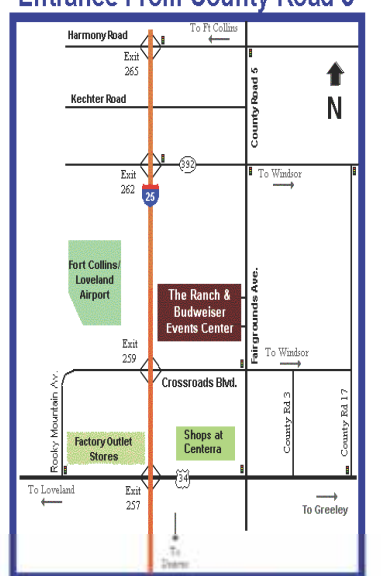 Entrance From County Road 5
To Ft Collins
Harmony Road
Exit
265
County Road 5
Kechter Road
N
392
Exit
262
To Windsor
25
Fort Collins/
Loveland
Airport
The Ranch &
Budweiser
Events Center
Fairgrounds Ave.
Exit
259
To Windsor
Crossroads Blvd.
Rocky Mountain Av.
County Rd 3
County Rd 17
Factory Outlet
Stores
Shops at
Centerra
34
To Loveland
Exit
257
To Greeley
To